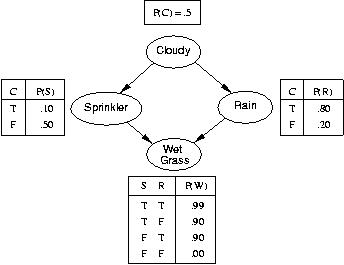 P(C) = .5
Cloudy
C P(S)
T .10
F .50
Sprinkler
Rain
C P(R)
T .80
F .20
Wet
Grass
S R P(W)
T T .99
T F .90
F T .90
F F .00